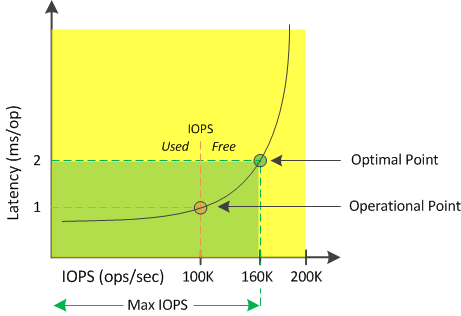 Latency (ms/op)
IOPS
Used Free
2
Optimal Point
1
Operational Point
IOPS (ops/sec)
100K
160K
200K
Max IOPS